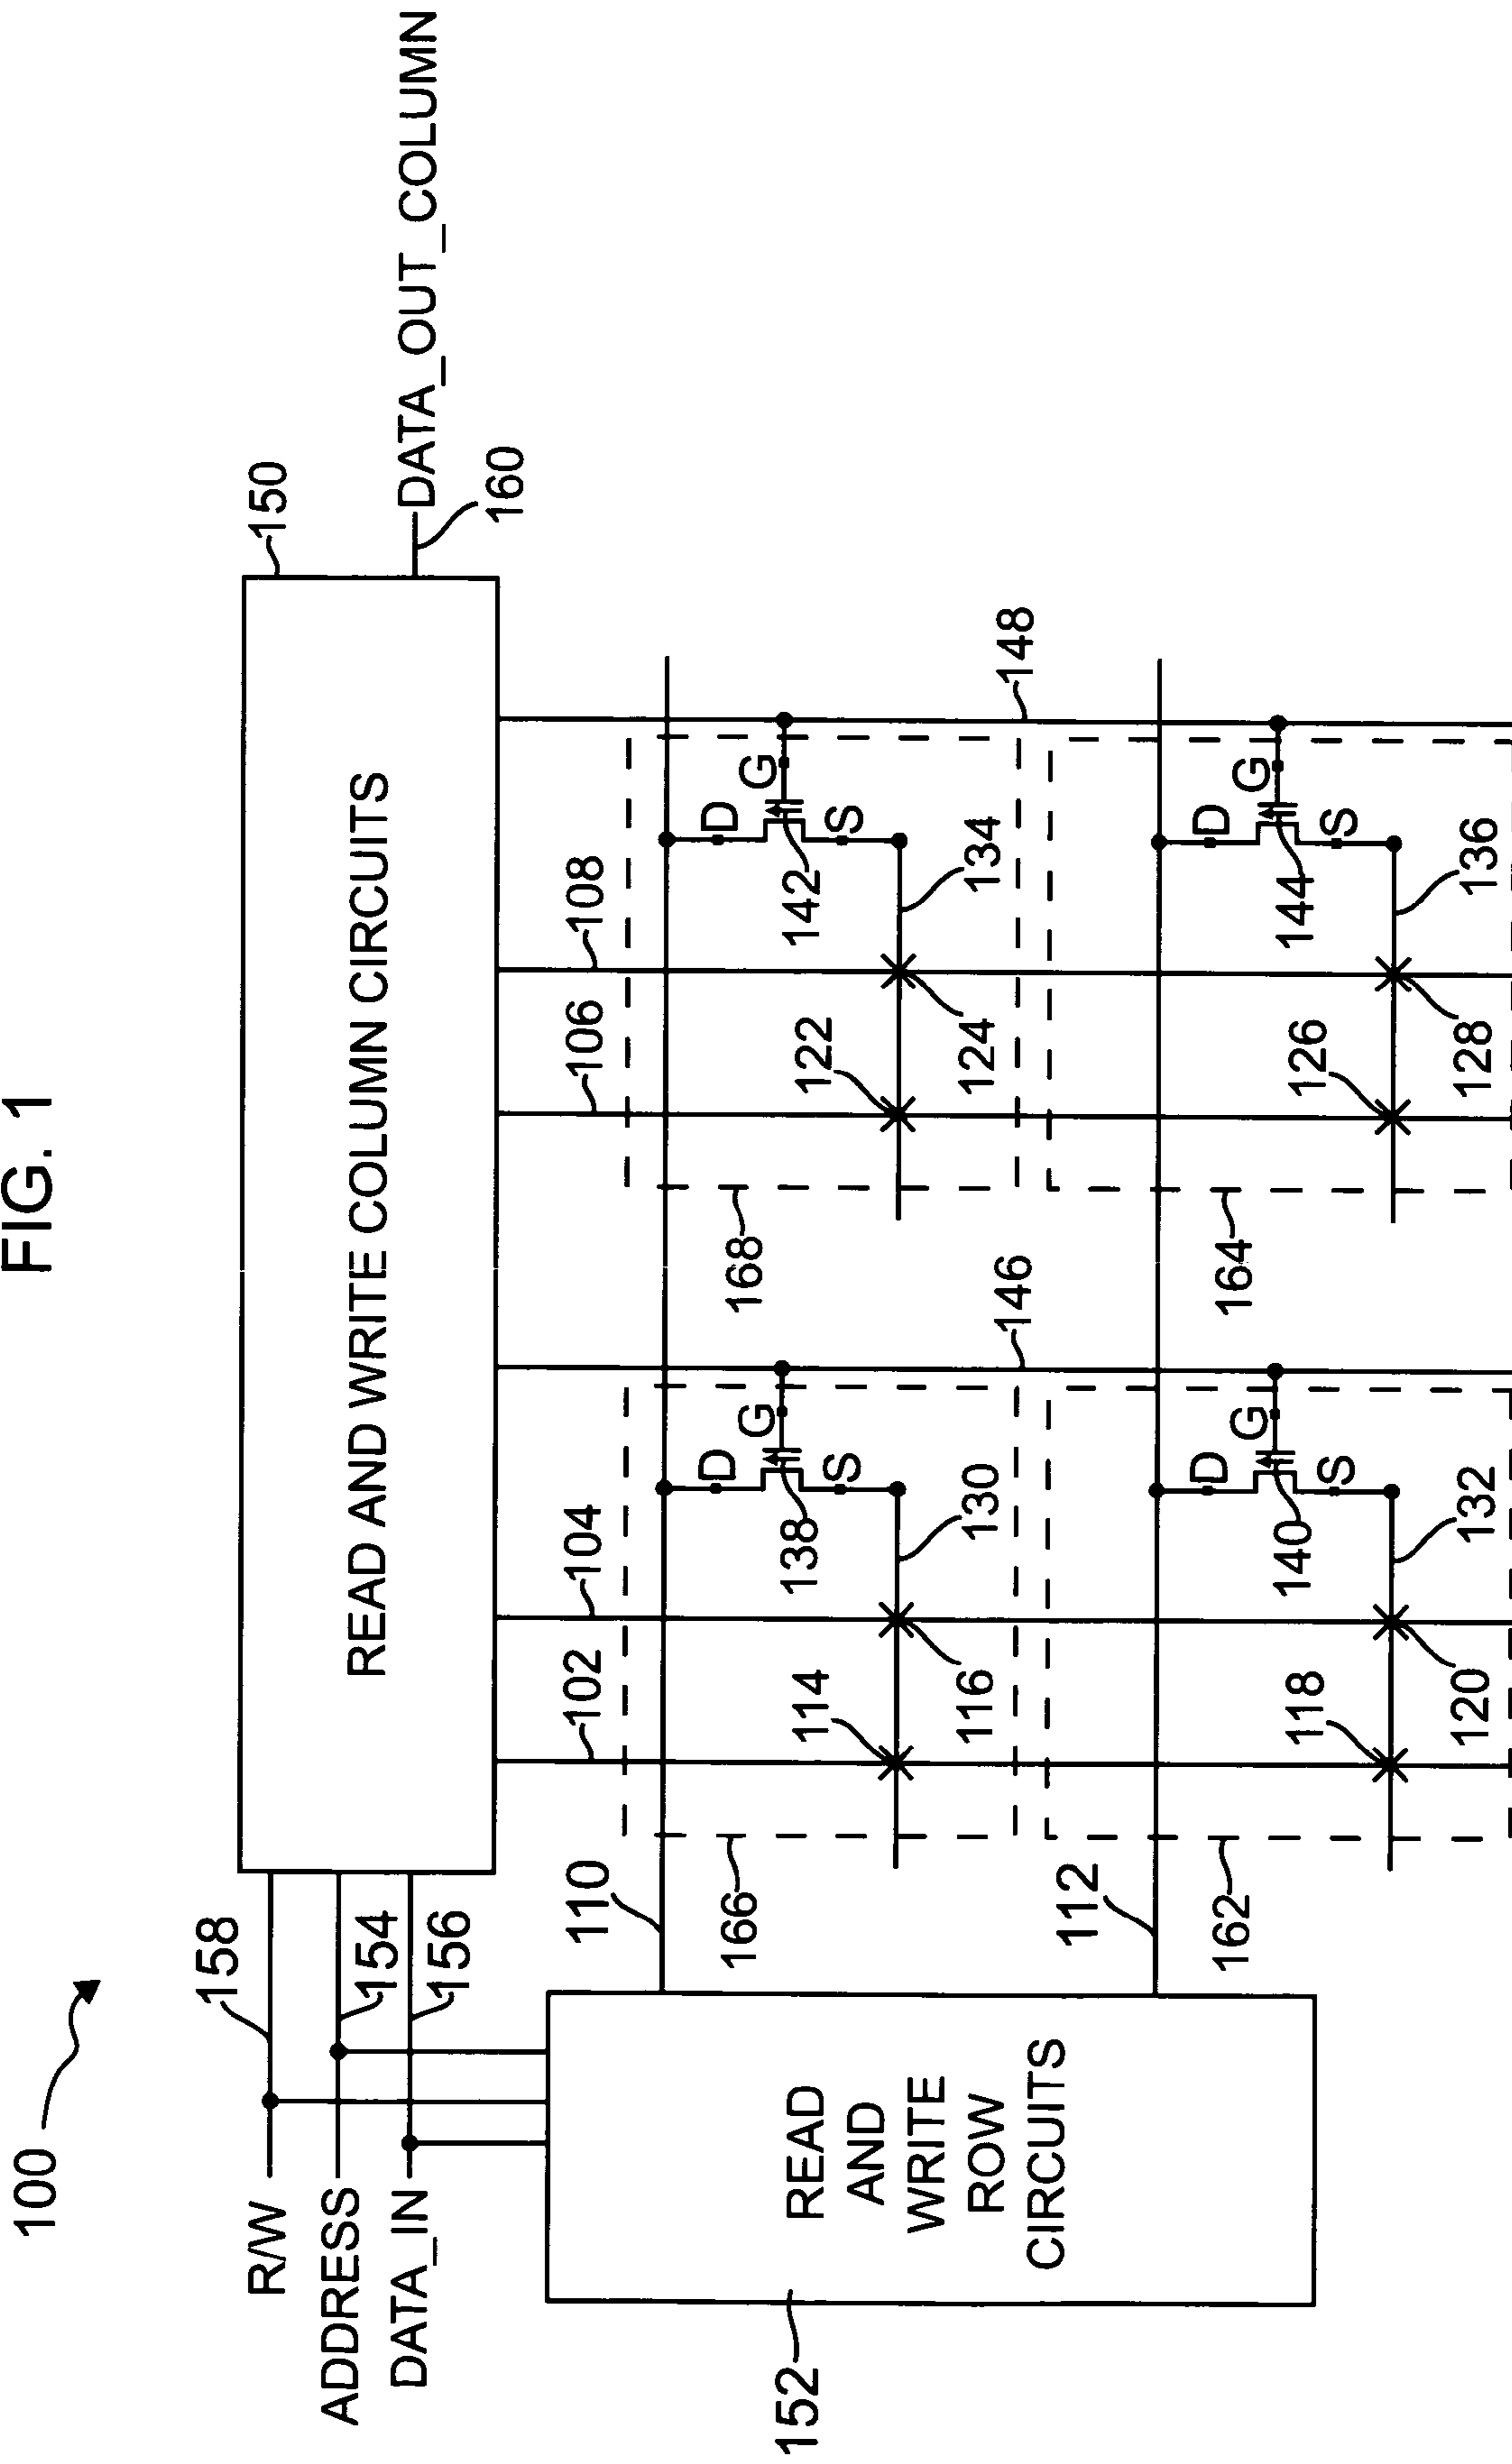 FIG. 1
100
158
R/W
154
ADDRESS
156
DATA_IN
READ AND WRITE COLUMN CIRCUITS
150
DATA_OUT_COLUMN
160
102
104
106
108
110
D
G
D
G
138
S
142
S
166
114
168
122
116
130
124
134
146
148
152
READ
AND
WRITE
ROW
CIRCUITS
112
D
G
D
G
140
S
144
S
162
118
164
126
120
132
128
136